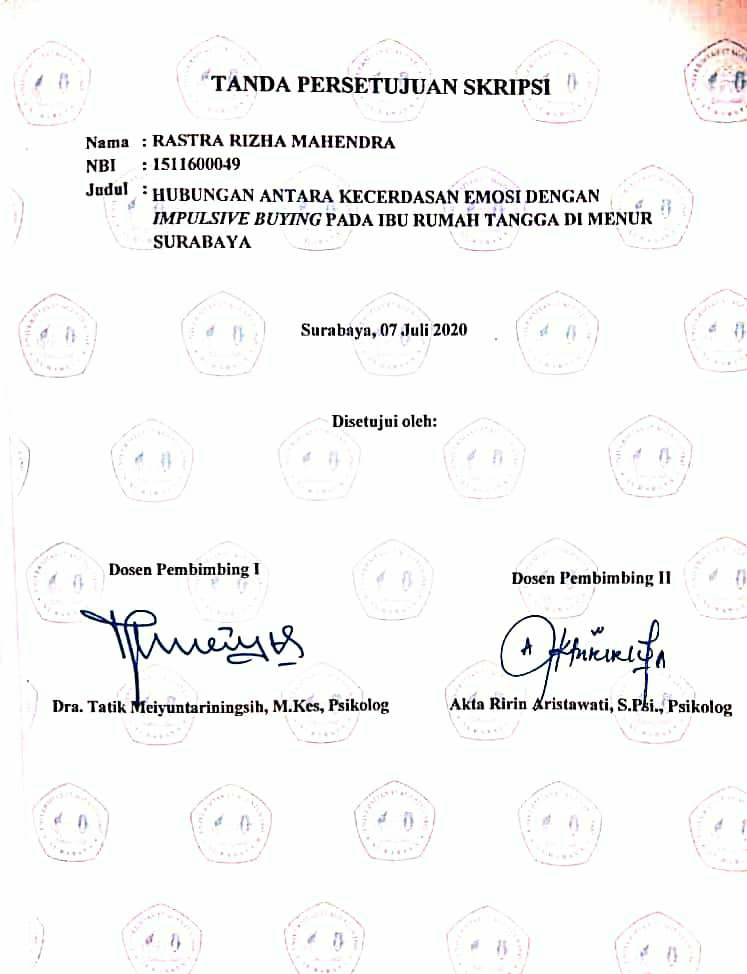 TANDA PERSETUJUAN SKRIPSI
Nama : RASTRA RIZHA MAHENDRA
NBI : 1511600049
Judul : HUBUNGAN ANTARA KECERDASAN EMOSI DENGAN
IMPULSIVE BUYING PADA IBU RUMAH TANGGA DI MENUR
SURABAYA
Surabaya, 07 Juli 2020
Disetujui oleh:
Dosen Pembimbing I
Dosen Pembimbing II
Dra. Tatik Meiyuntariningsih, M.Kes, Psikolog
Akta Ririn Aristawati, S.Psi., Psikolog